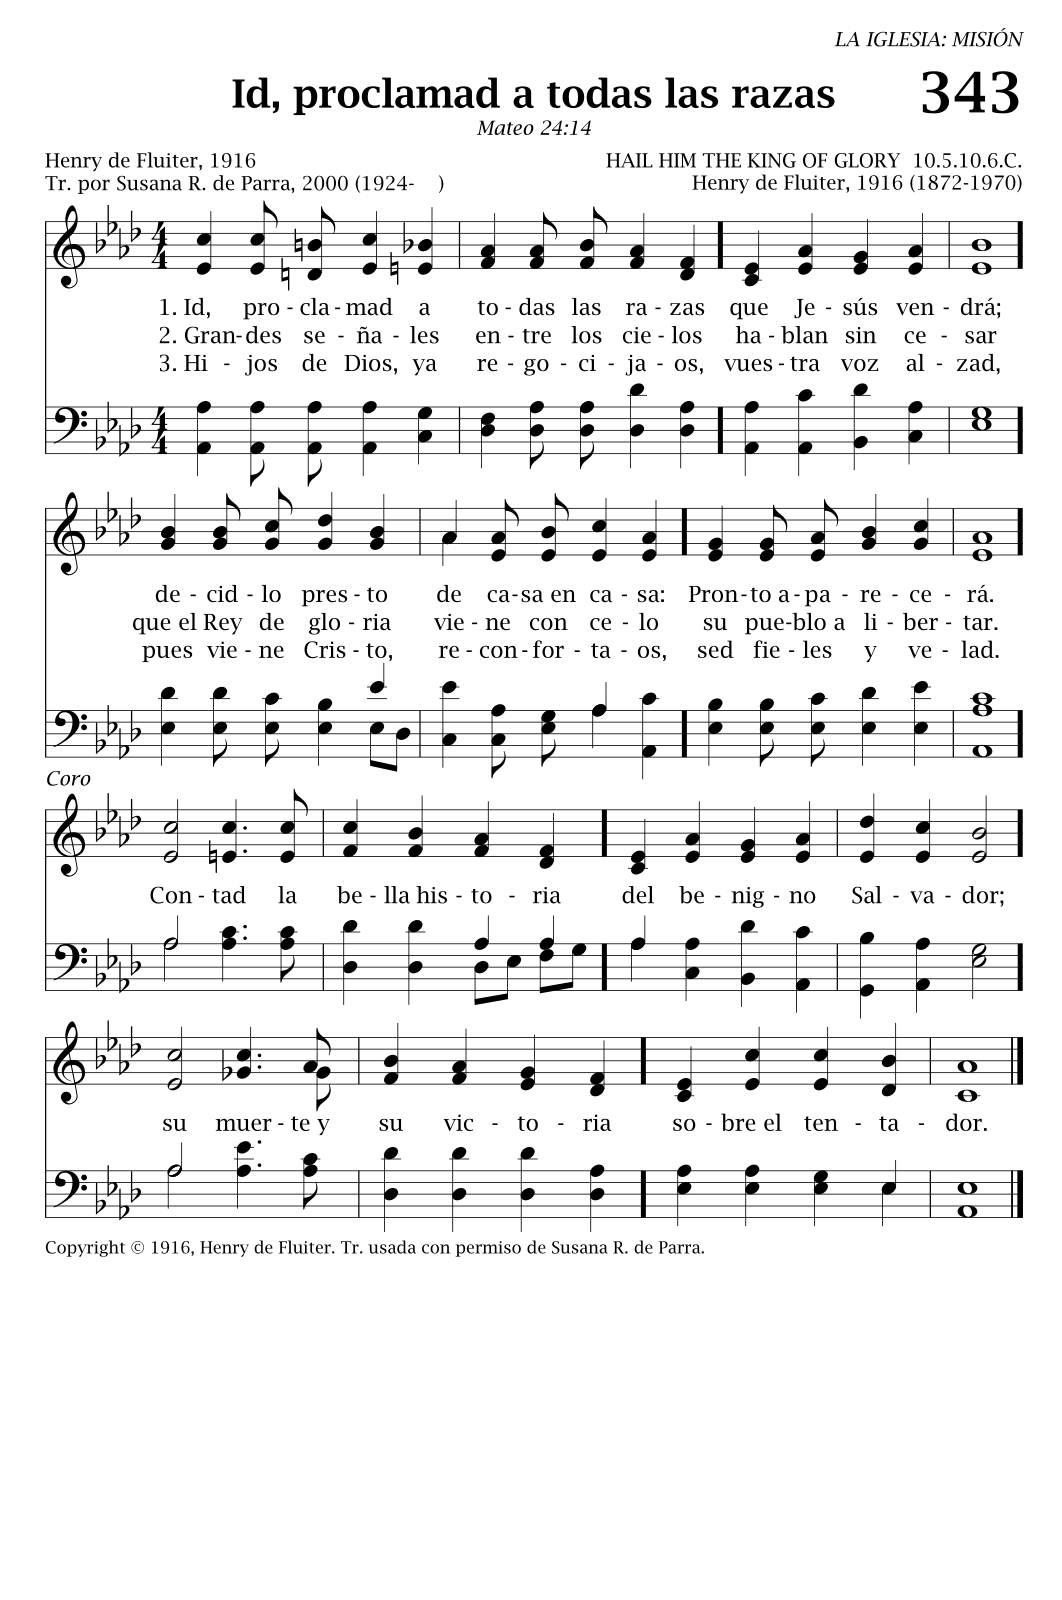 LA IGLESIA: MISIÓN
Id, proclamad a todas las razas 343
Mateo 24:14
Henry de Fluiter, 1916 HAIL HIM THE KING OF GLORY 10.5.10.6.C.
Tr. por Susana R. de Parra, 2000 (1924- ) Henry de Fluiter, 1916 (1872-1970)
1. Id, pro - cla - mad a to - das las ra - zas que Je - sús ven - drá;
2. Gran - des se - ña - les en - tre los cie - los ha - blan sin ce - sar
3. Hi - jos de Dios, ya re - go - ci - ja - os, vues - tra voz al - zad,
de - cid - lo pres - to de ca - sa en ca - sa: Pron - to a - pa - re - ce - rá.
que el Rey de glo - ria vie - ne con ce - lo su pue - blo a li - ber - tar.
pues vie - ne Cris - to, re - con - for - ta - os, sed fie - les y ve - lad.
Coro
Con - tad la be - lla his - to - ria del be - nig - no Sal - va - dor;
su muer - te y su vic - to - ria so - bre el ten - ta - dor.
Copyright © 1916, Henry de Fluiter. Tr. usada con permiso de Susana R. de Parra.